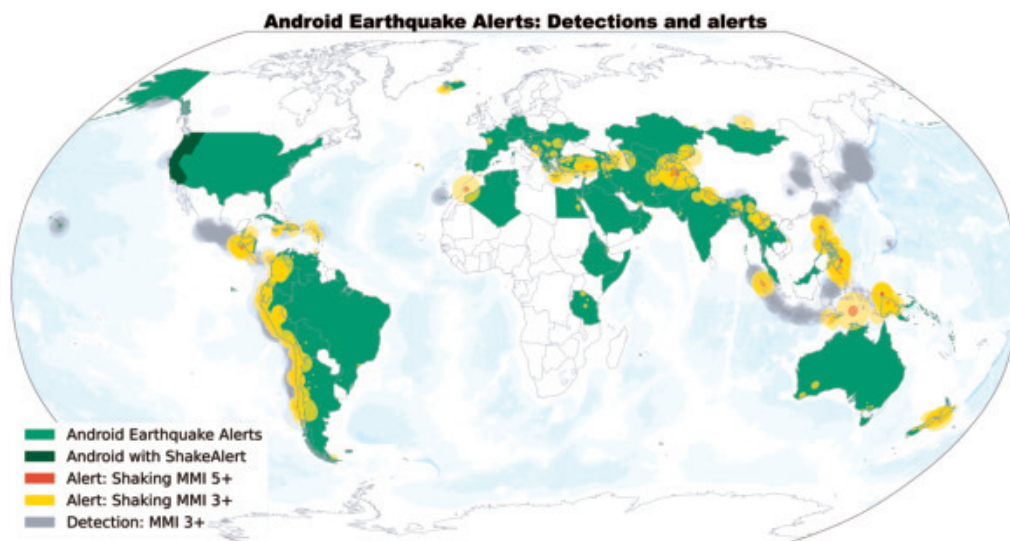 Android Earthquake Alerts: Detections and alerts
Android Earthquake Alerts
Android with ShakeAlert
Alert: Shaking MMI 5+
Alert: Shaking MMI 3+
Detection: MMI 3+